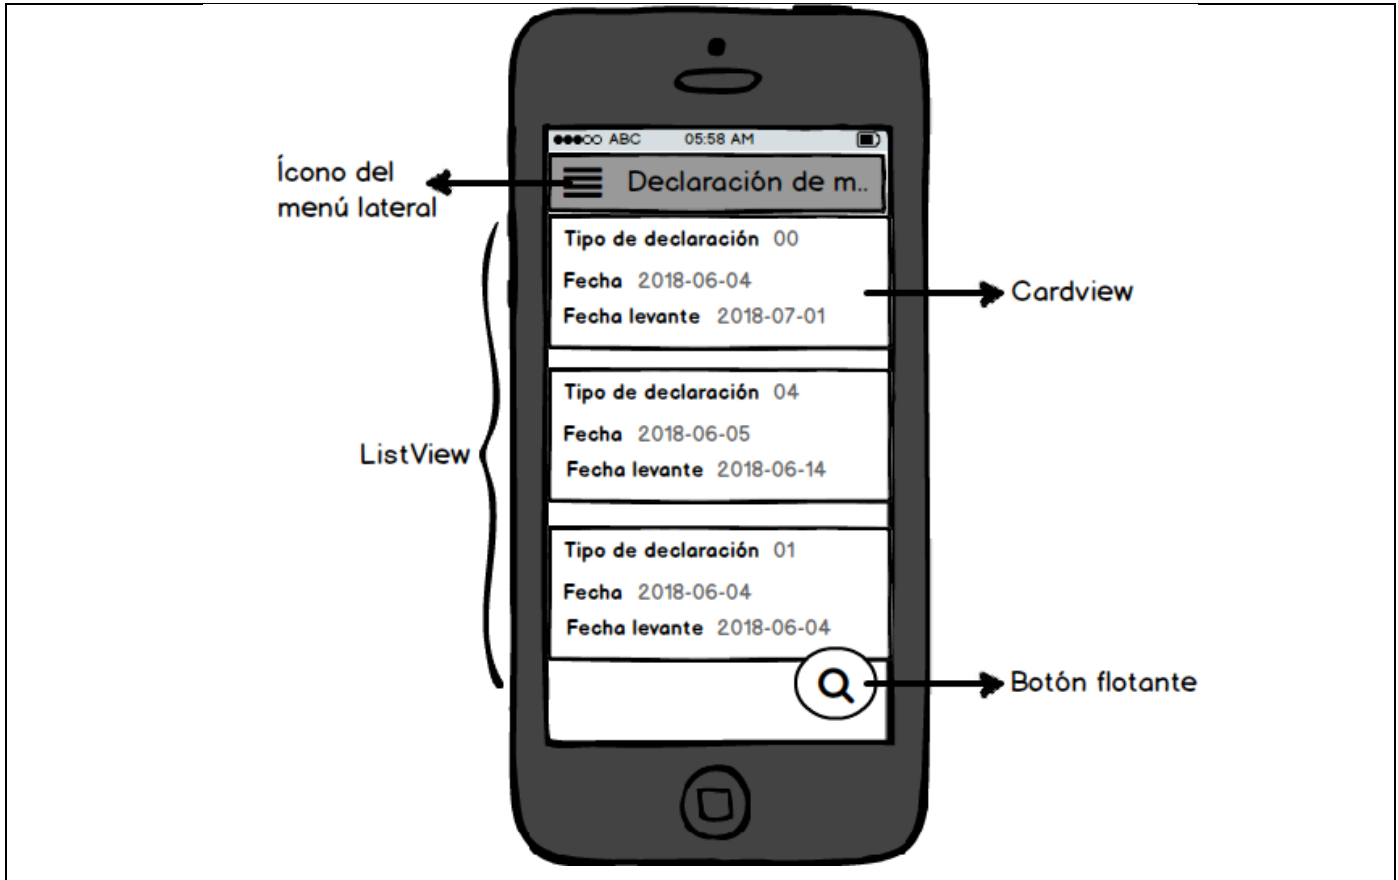 ABC 05:58 AM
Ícono del
menú lateral
Declaración de m..
Tipo de declaración 00
Fecha 2018-06-04
Cardview
Fecha levante 2018-07-01
Tipo de declaración 04
Fecha 2018-06-05
ListView
Fecha levante 2018-06-14
Tipo de declaración 01
Fecha 2018-06-04
Fecha levante 2018-06-04
Botón flotante